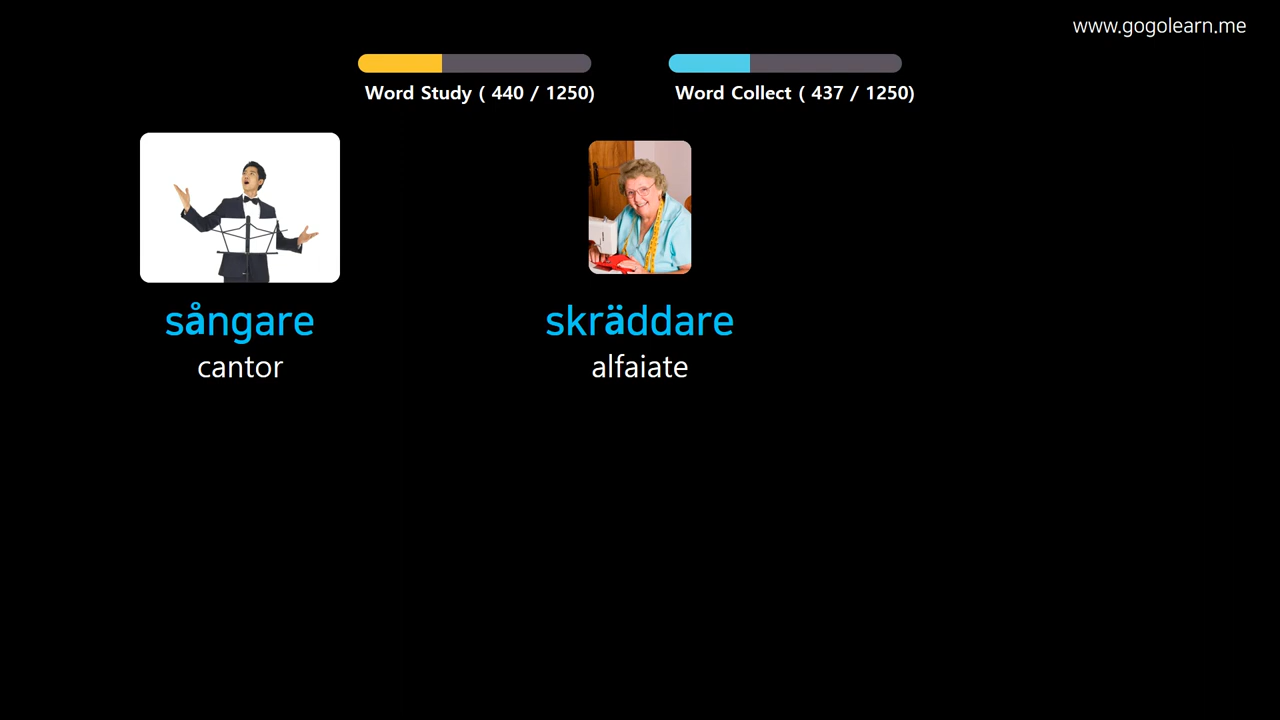 www.gogolearn.me
Word Study ( 440 / 1250)
Word Collect ( 437 / 1250)
sångare
cantor
skräddare
alfaiate